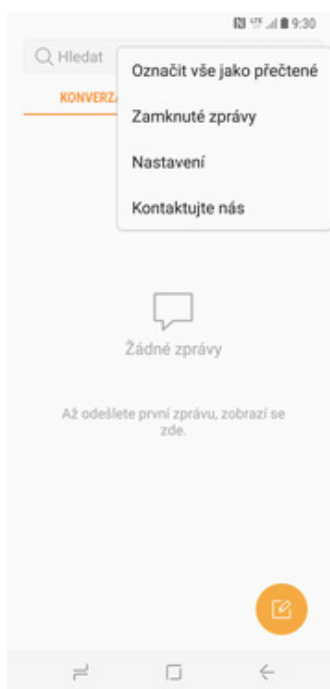 9:30
Hledat
Označit vše jako přečtené
KONVERZA
Zamknuté zprávy
Nastavení
Kontaktujte nás
Žádné zprávy
Až odešlete první zprávu, zobrazí se
zde.